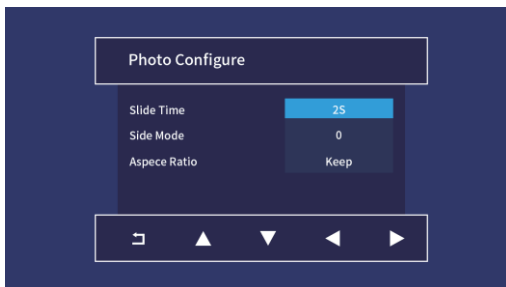 Photo Configure
Slide Time 2S
Side Mode 0
Aspece Ratio Keep